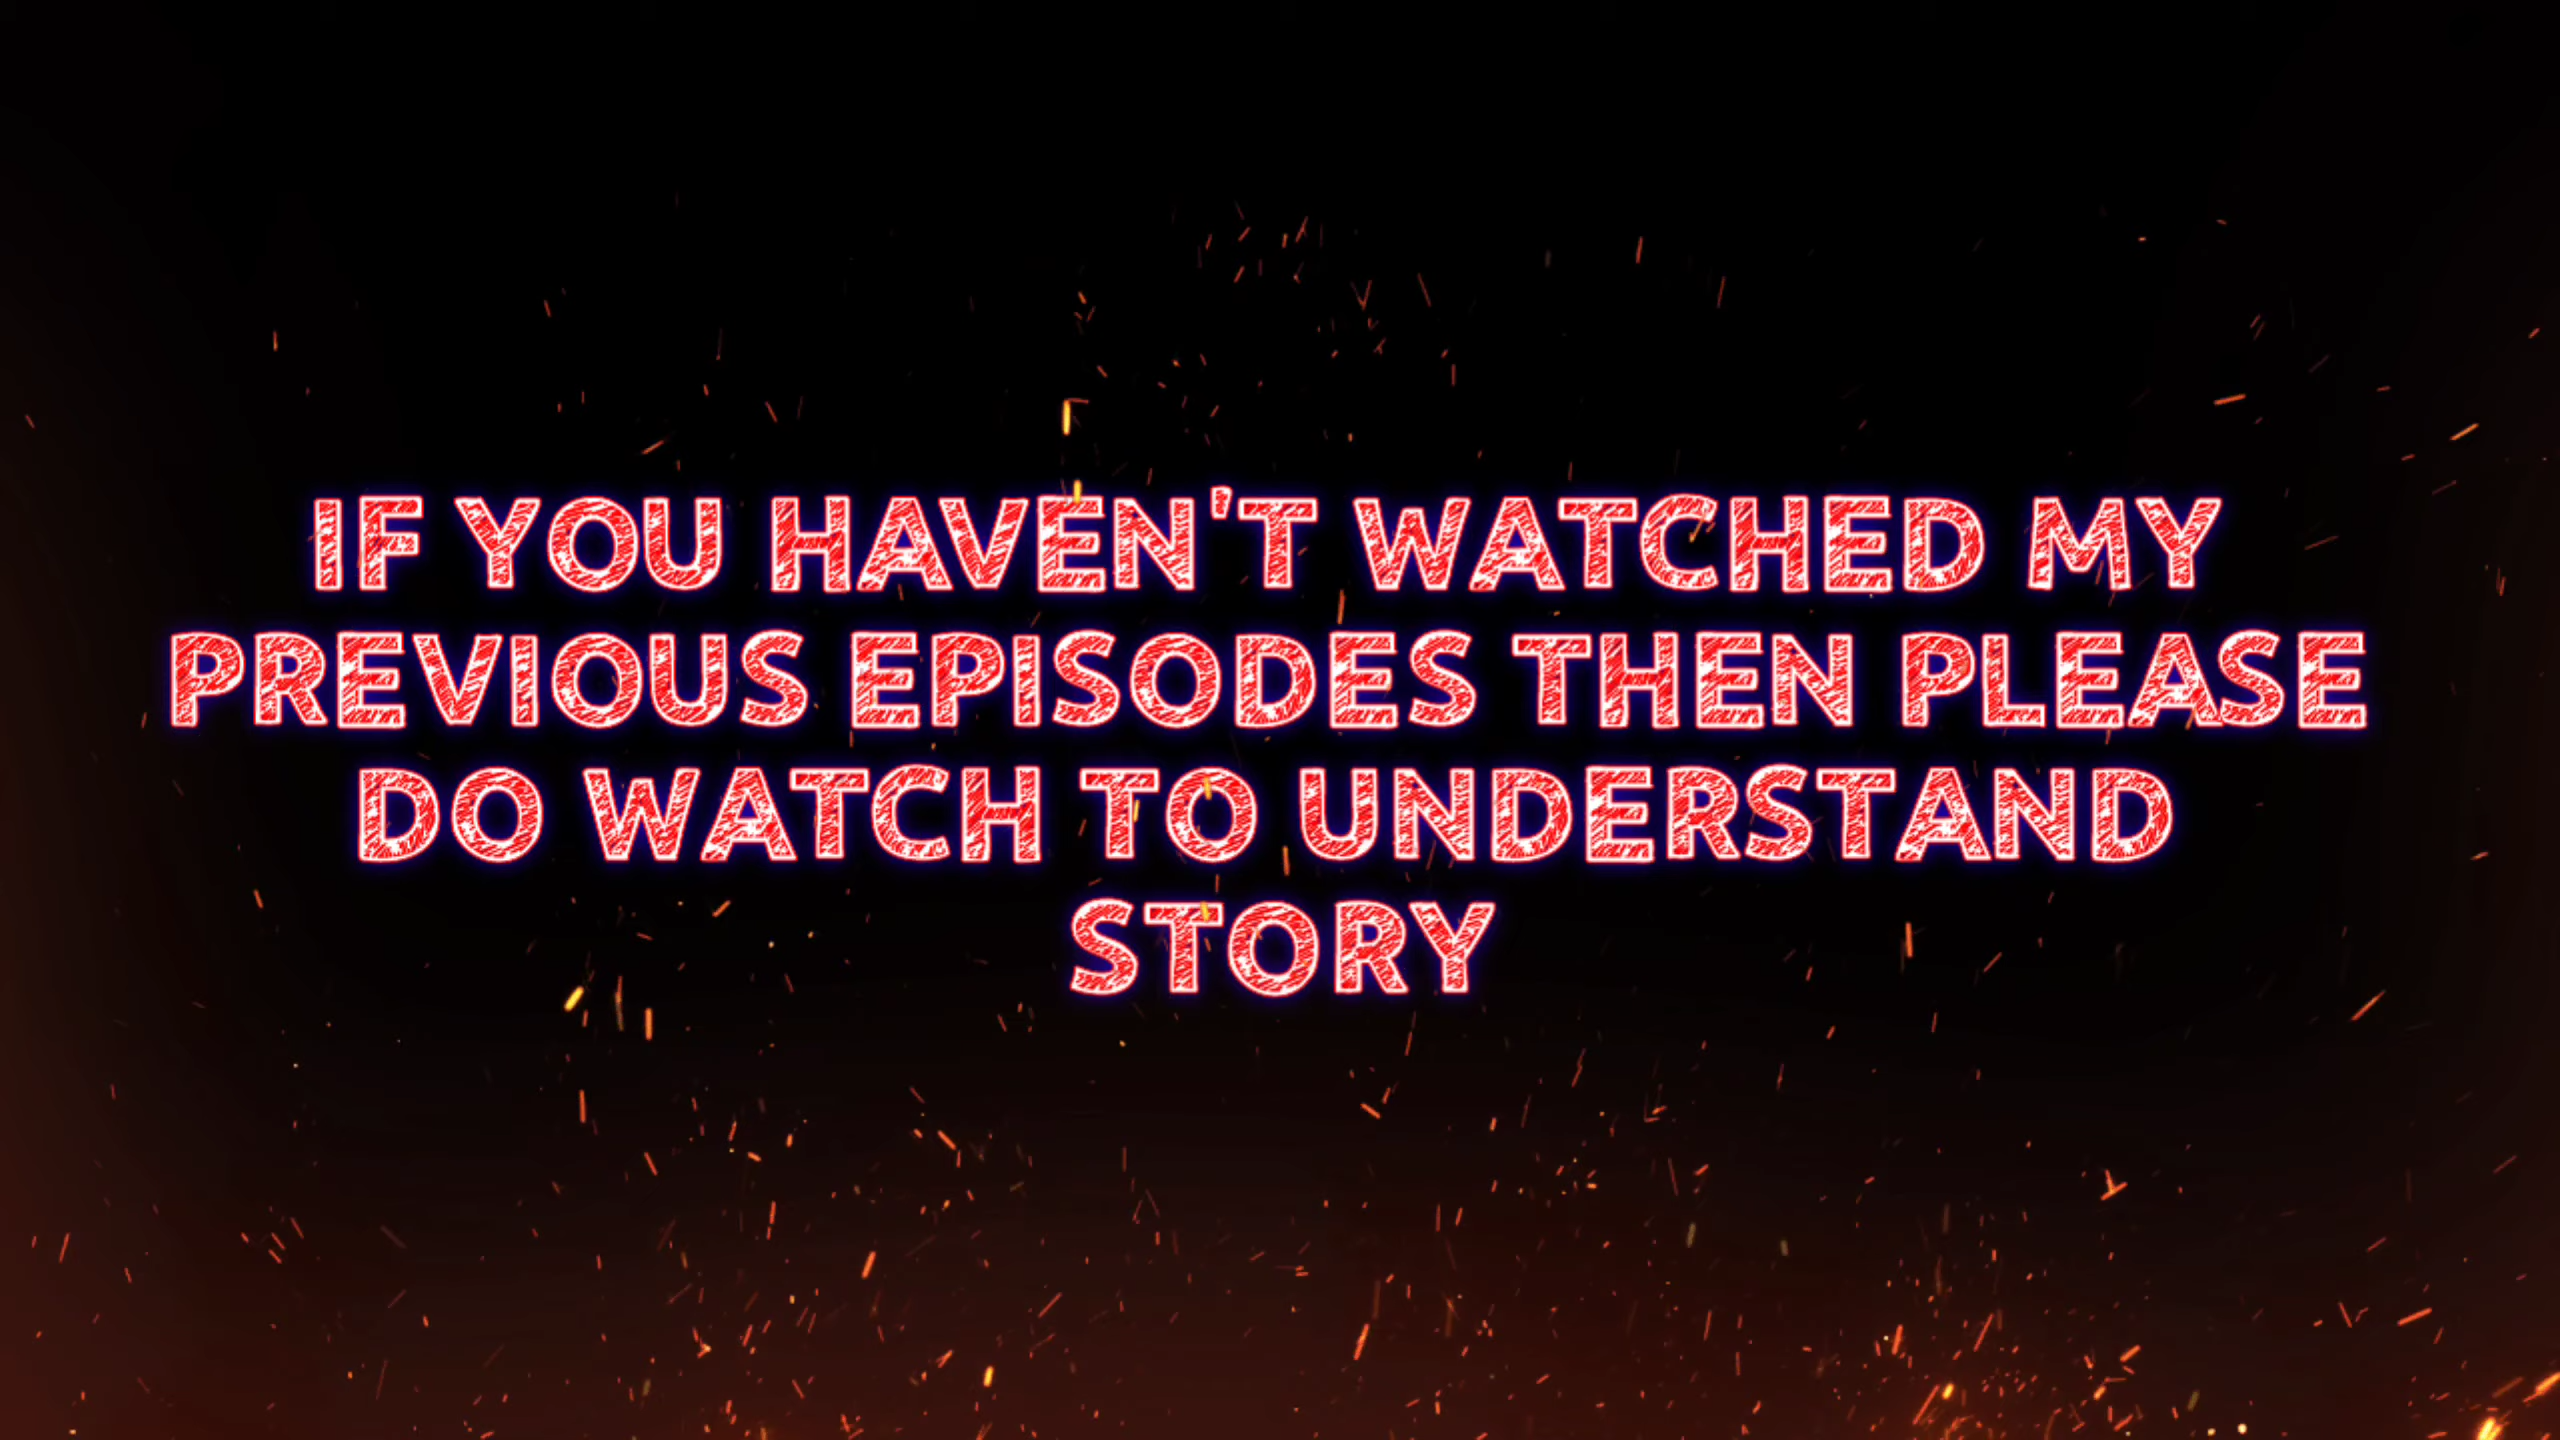 IF YOU HAVEN'T WATCHED MY
PREVIOUS EPISODES THEN PLEASE
DO WATCH TO UNDERSTAND
STORY